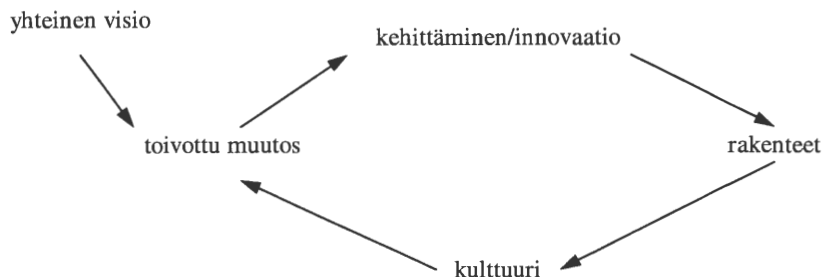 yhteinen visio
kehittäminen/innovaatio
toivottu muutos
rakenteet
kulttuuri